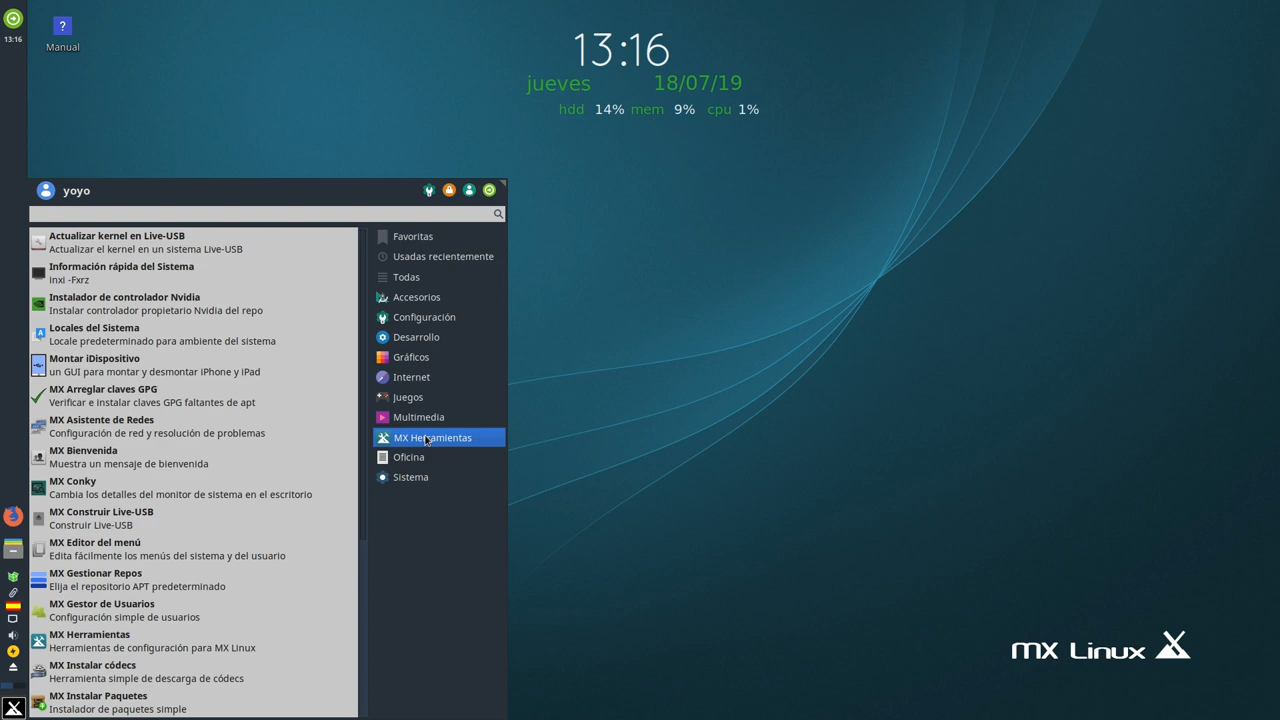 13:16
Manual
13:16
jueves 18/07/19
hdd 14% mem 9% cpu 1%
yoyo
Actualizar kernel en Live-USB
Actualizar el kernel en un sistema Live-USB
Información rápida del Sistema
inxi -Fxrz
Instalador de controlador Nvidia
Instalar controlador propietario Nvidia del repo
Locales del Sistema
Locale predeterminado para ambiente del sistema
Montar iDispositivo
un GUI para montar y desmontar iPhone y iPad
MX Arreglar claves GPG
Verificar e instalar claves GPG faltantes de apt
MX Asistente de Redes
Configuración de red y resolución de problemas
MX Bienvenida
Muestra un mensaje de bienvenida
MX Conky
Cambia los detalles del monitor de sistema en el escritorio
MX Construir Live-USB
Construir Live-USB
MX Editor del menú
Edita fácilmente los menús del sistema y del usuario
MX Gestionar Repos
Elija el repositorio APT predeterminado
MX Gestor de Usuarios
Configuración simple de usuarios
MX Herramientas
Herramientas de configuración para MX Linux
MX Instalar códecs
Herramienta simple de descarga de códecs
MX Instalar Paquetes
Instalador de paquetes simple
Favoritas
Usadas recientemente
Todas
Accesorios
Configuración
Desarrollo
Gráficos
Internet
Juegos
Multimedia
MX Herramientas
Oficina
Sistema
MX Linux